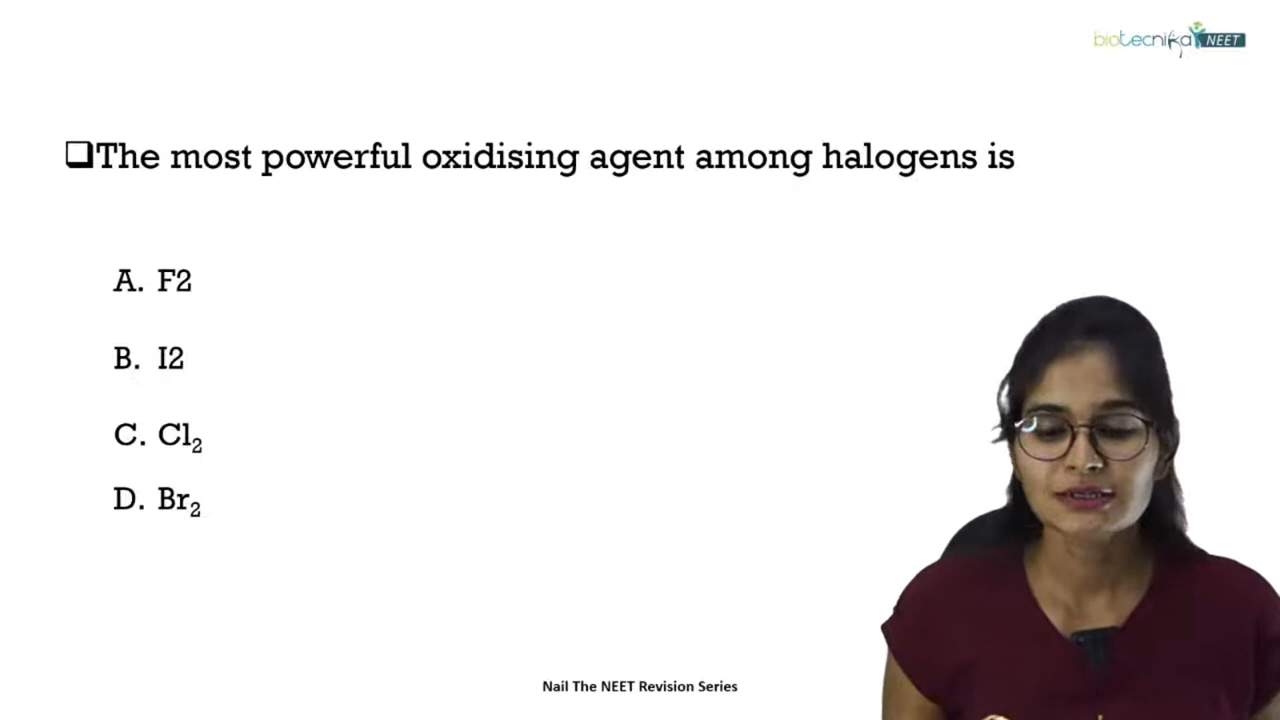 biotecnika NEET
❑The most powerful oxidising agent among halogens is
A. F2
B. I2
C. Cl₂
D. Br₂
Nail The NEET Revision Series